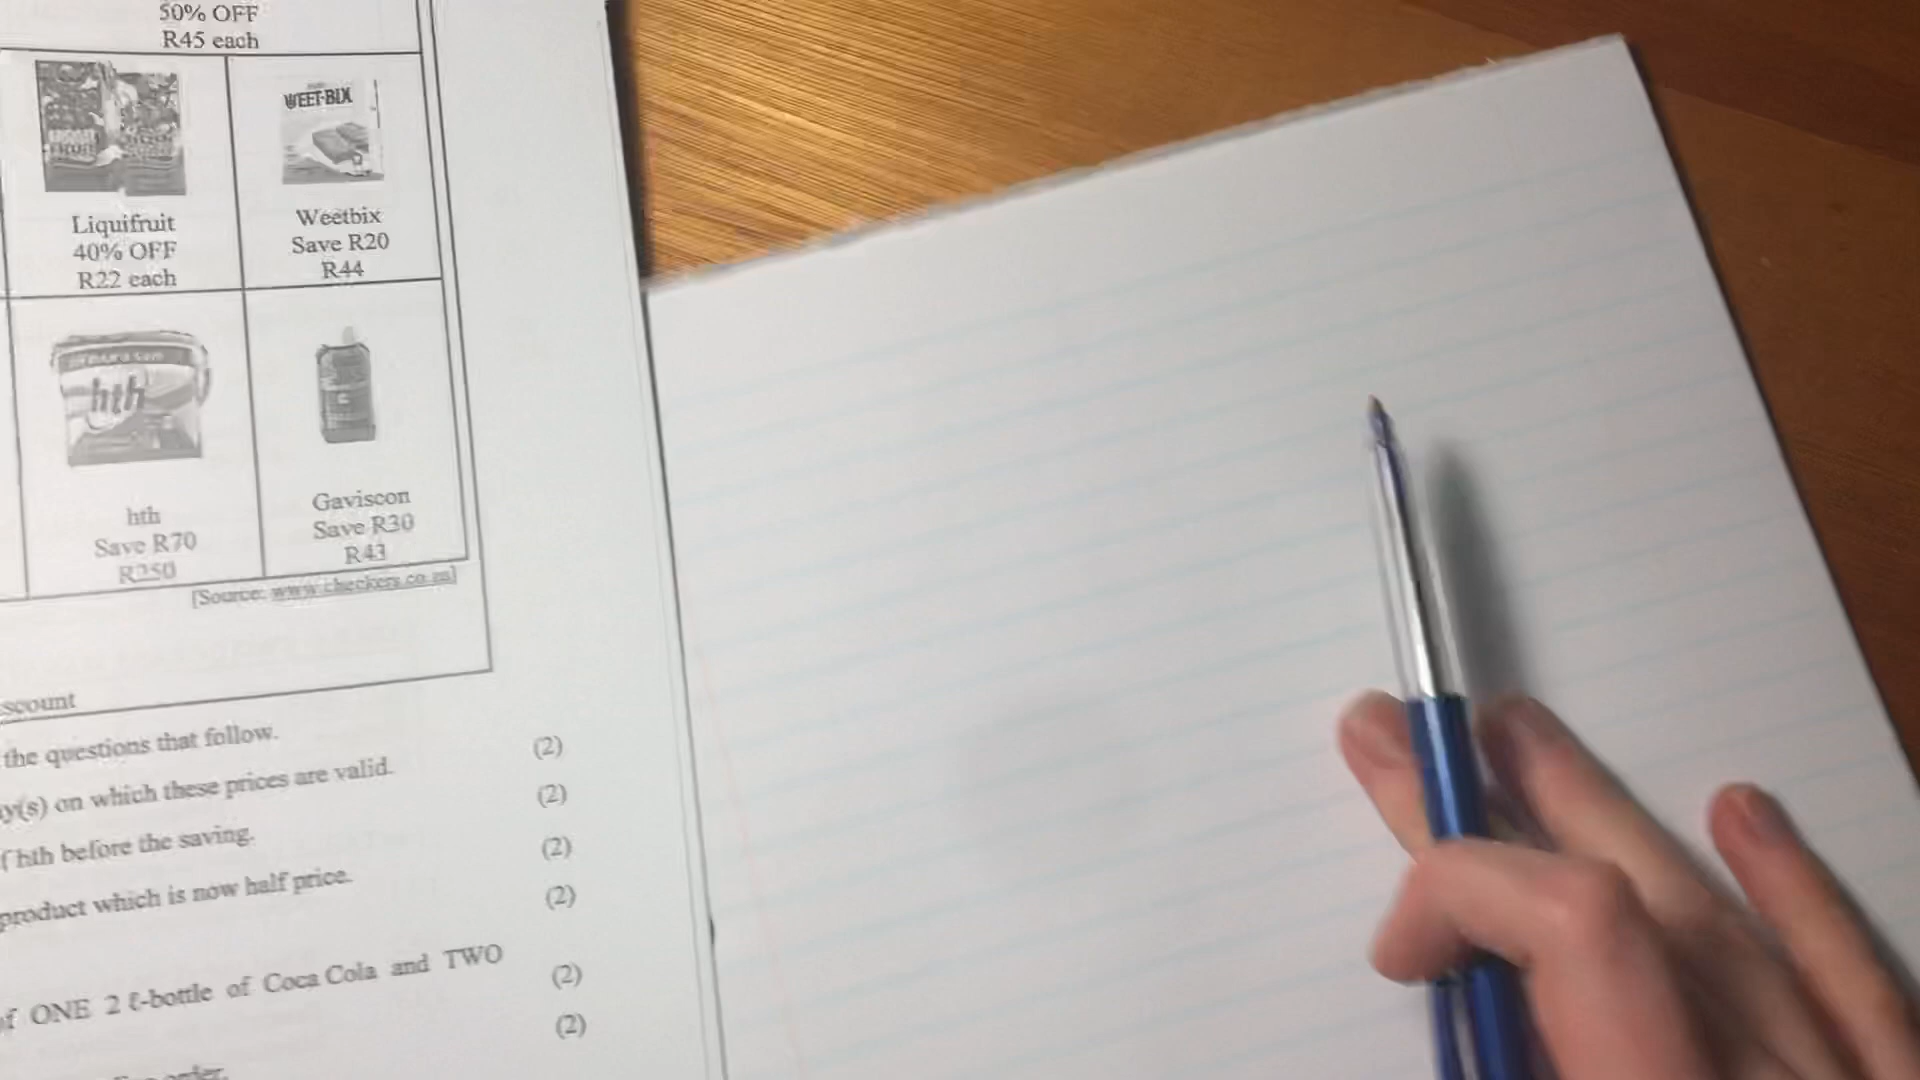 50% OFF
R45 each
WEET-BIX
Liquifruit
40% OFF
R22 each
Weetbix
Save R20
R44
hth
hth
Save R70
R250
Gaviscon
Save R30
R43
[Source: www.checkers.co.za]
scount
the questions that follow.
(2)
y(s) on which these prices are valid.
(2)
f hth before the saving.
(2)
product which is now half price.
(2)
of ONE 2 ℓ-bottle of Coca Cola and TWO
(2)
(2)
order.